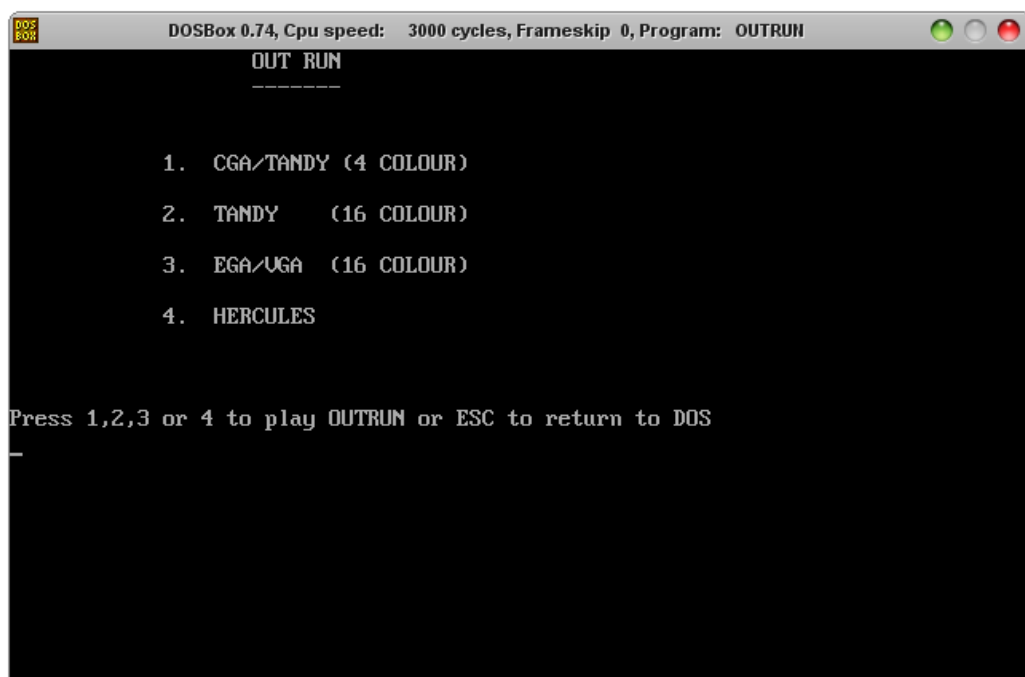 DOS BOX
DOSBox 0.74, Cpu speed: 3000 cycles, Frameskip 0, Program: OUTRUN
OUT RUN
-------
1. CGA/TANDY (4 COLOUR)
2. TANDY (16 COLOUR)
3. EGA/VGA (16 COLOUR)
4. HERCULES
Press 1,2,3 or 4 to play OUTRUN or ESC to return to DOS